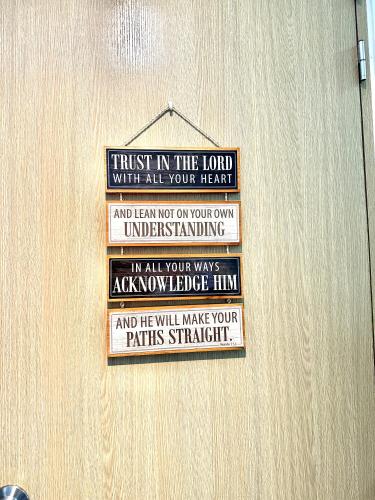 TRUST IN THE LORD
WITH ALL YOUR HEART
AND LEAN NOT ON YOUR OWN
UNDERSTANDING
IN ALL YOUR WAYS
ACKNOWLEDGE HIM
AND HE WILL MAKE YOUR
PATHS STRAIGHT.